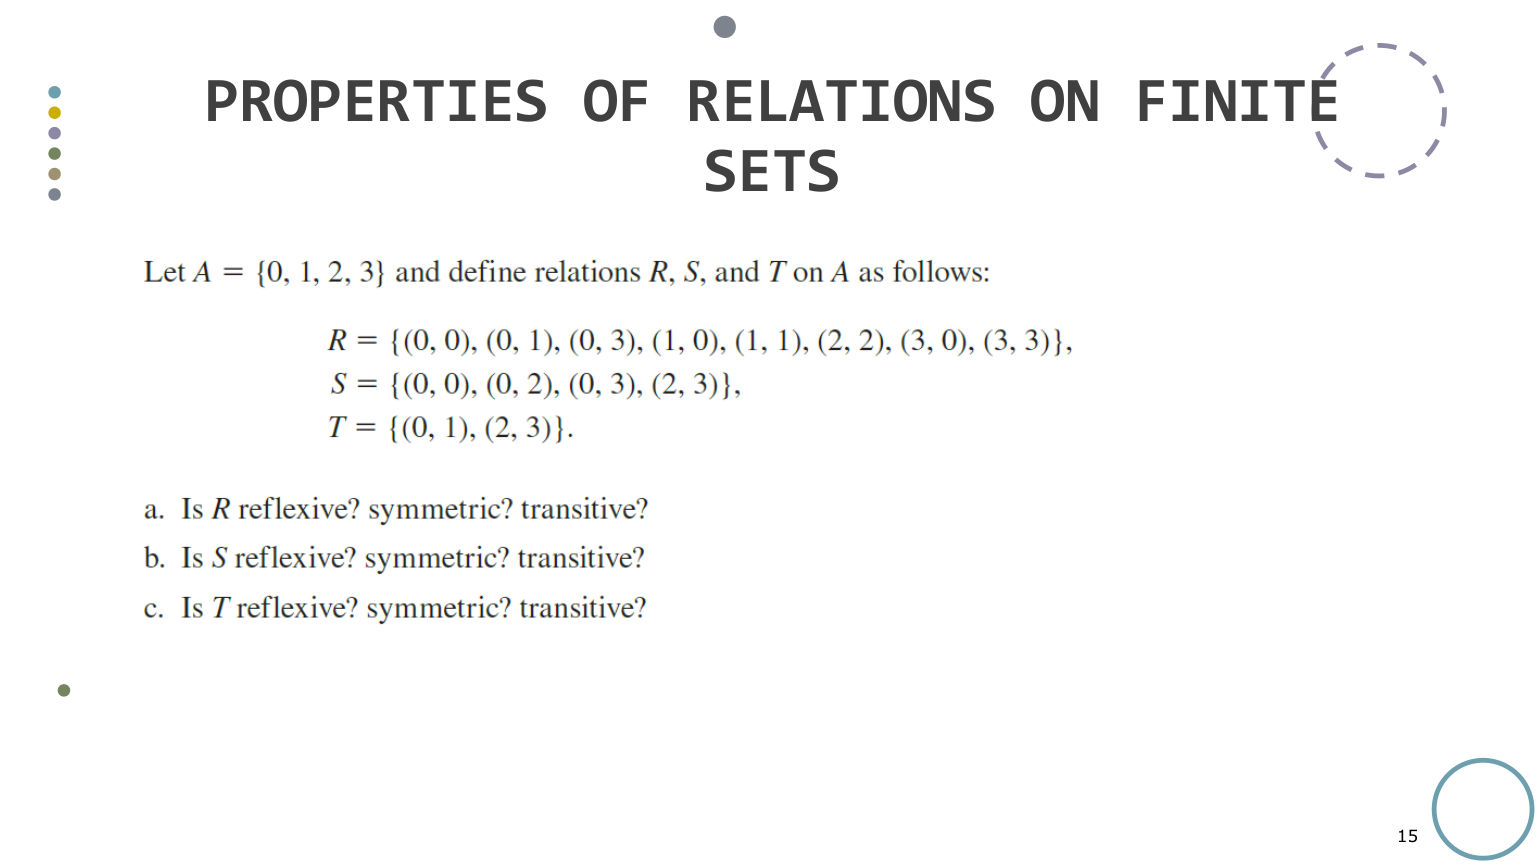 PROPERTIES OF RELATIONS ON FINITE
SETS
Let A = {0, 1, 2, 3} and define relations R, S, and T on A as follows:
R = {(0, 0), (0, 1), (0, 3), (1, 0), (1, 1), (2, 2), (3, 0), (3, 3)},
S = {(0, 0), (0, 2), (0, 3), (2, 3)},
T = {(0, 1), (2, 3)}.
a. Is R reflexive? symmetric? transitive?
b. Is S reflexive? symmetric? transitive?
c. Is T reflexive? symmetric? transitive?
15